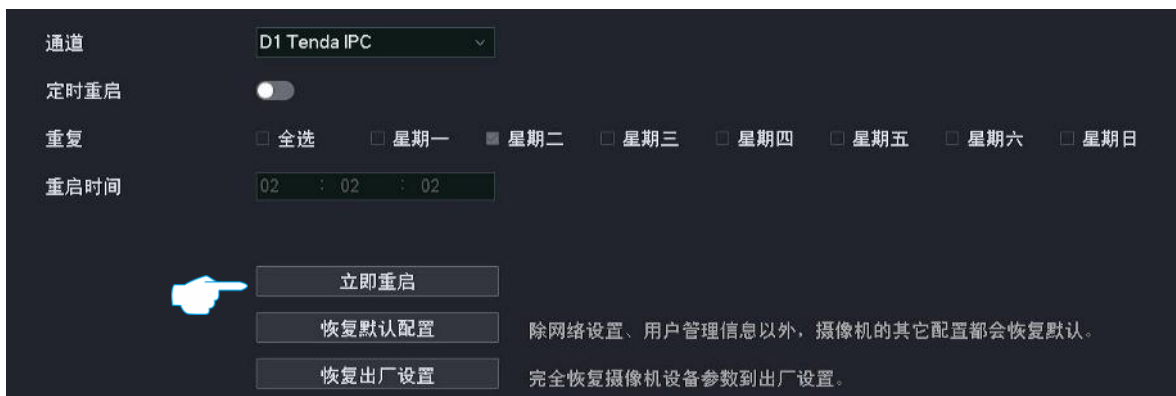 通道 D1 Tenda IPC
定时重启
重复 全选 星期一 星期二 星期三 星期四 星期五 星期六 星期日
重启时间 02 : 02 : 02
立即重启
恢复默认配置 除网络设置、用户管理信息以外，摄像机的其它配置都会恢复默认。
恢复出厂设置 完全恢复摄像机设备参数到出厂设置。